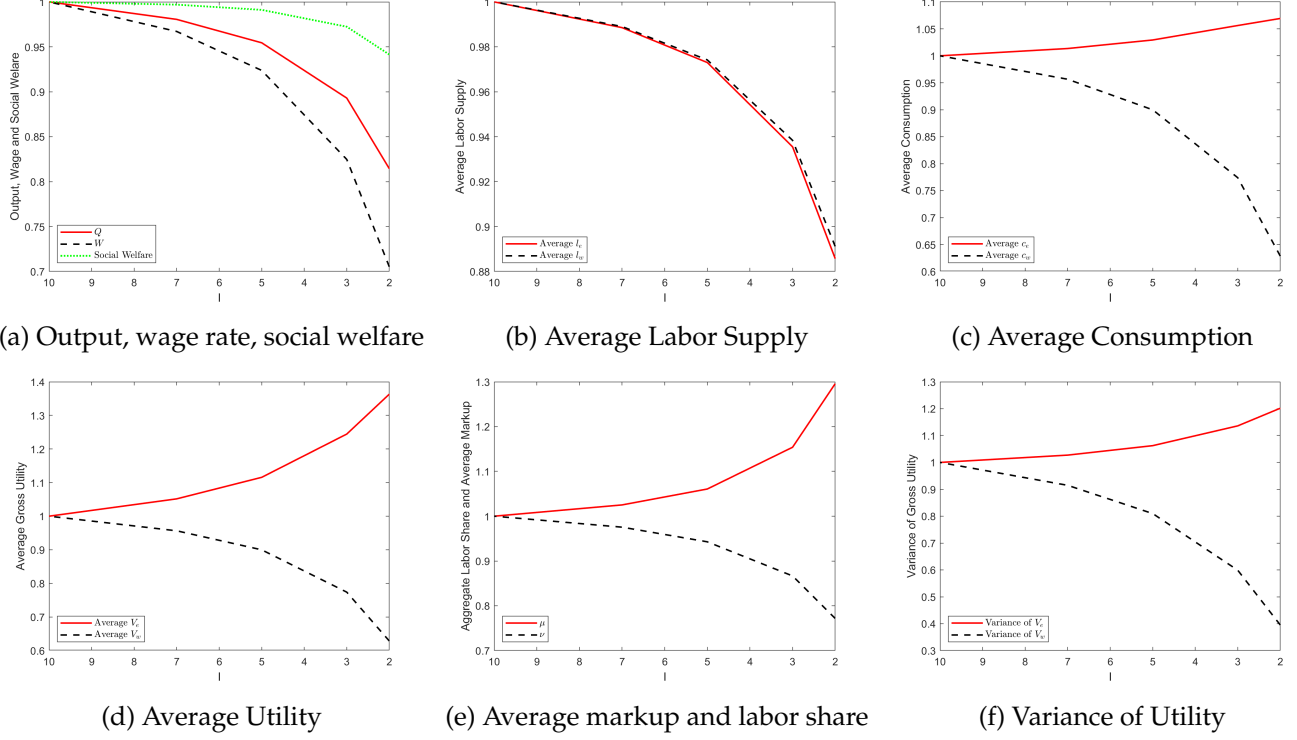 1
0.95
0.9
0.85
0.8
0.75
0.7
Output, Wage and Social Welare
Q
W
Social Welfare
10 9 8 7 6 5 4 3 2
I
(a) Output, wage rate, social welfare
1
0.98
0.96
0.94
0.92
0.9
0.88
Average Labor Supply
Average l_e
Average l_w
10 9 8 7 6 5 4 3 2
I
(b) Average Labor Supply
1.1
1.05
1
0.95
0.9
0.85
0.8
0.75
0.7
0.65
0.6
Average Consumption
Average c_e
Average c_w
10 9 8 7 6 5 4 3 2
I
(c) Average Consumption
1.4
1.3
1.2
1.1
1
0.9
0.8
0.7
0.6
Average Gross Utility
Average V_e
Average V_w
10 9 8 7 6 5 4 3 2
I
(d) Average Utility
1.3
1.2
1.1
1
0.9
0.8
0.7
Aggregate Labor Share and Average Markup
μ
ν
10 9 8 7 6 5 4 3 2
I
(e) Average markup and labor share
1.3
1.2
1.1
1
0.9
0.8
0.7
0.6
0.5
0.4
0.3
Variance of Gross Utility
Variance of V_e
Variance of V_w
10 9 8 7 6 5 4 3 2
I
(f) Variance of Utility